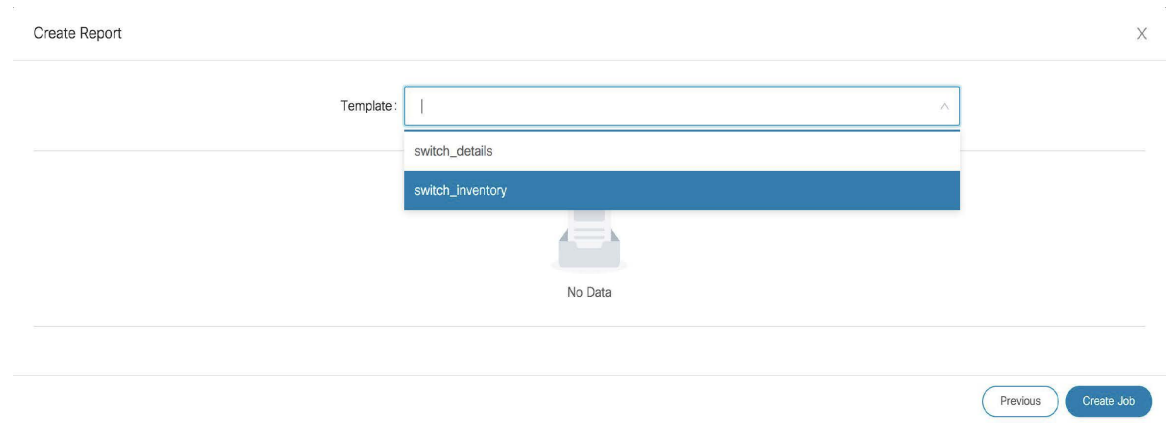 Create Report
X
Template:
switch_details
switch_inventory
No Data
Previous
Create Job